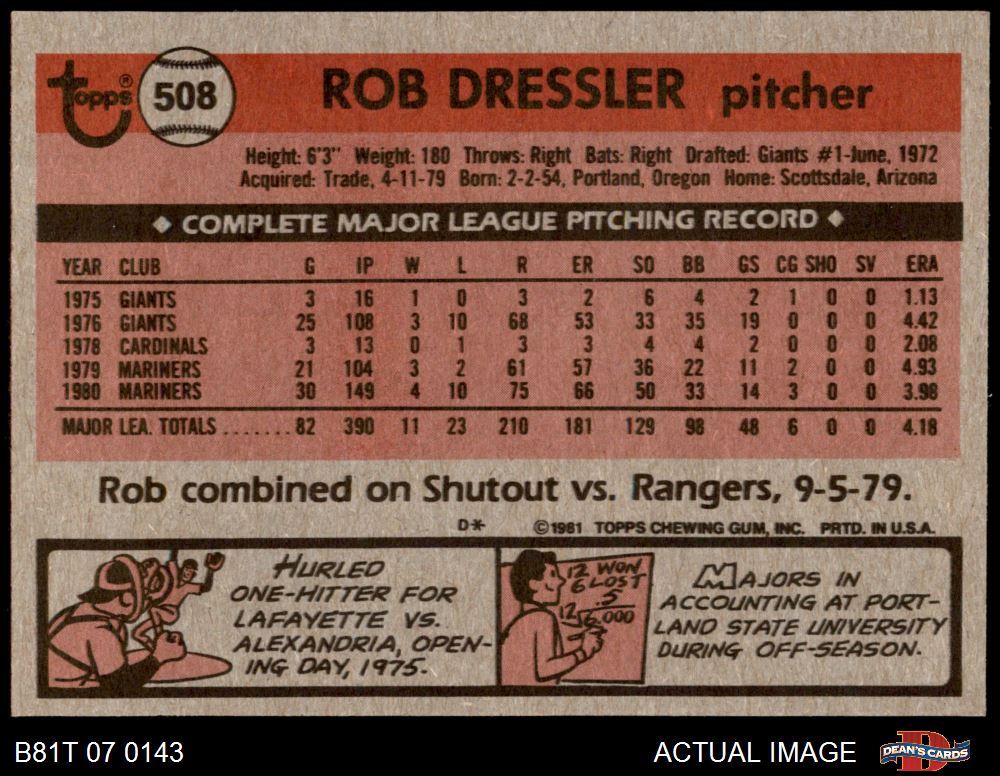 Topps ®
508
ROB DRESSLER pitcher
Height: 6'3" Weight: 180 Throws: Right Bats: Right Drafted: Giants #1-June, 1972
Acquired: Trade, 4-11-79 Born: 2-2-54, Portland, Oregon Home: Scottsdale, Arizona
◆ COMPLETE MAJOR LEAGUE PITCHING RECORD ◆
YEAR CLUB G IP W L R ER SO BB GS CG SHO SV ERA
1975 GIANTS 3 16 1 0 3 2 6 4 2 1 0 0 1.13
1976 GIANTS 25 108 3 10 68 53 33 35 19 0 0 0 4.42
1978 CARDINALS 3 13 0 1 3 3 4 4 2 0 0 0 2.08
1979 MARINERS 21 104 3 2 61 57 36 22 11 2 0 0 4.93
1980 MARINERS 30 149 4 10 75 66 50 33 14 3 0 0 3.98
MAJOR LEA. TOTALS.......82 390 11 23 210 181 129 98 48 6 0 0 4.18
Rob combined on Shutout vs. Rangers, 9-5-79.
D* ©1981 TOPPS CHEWING GUM, INC. PRTD. IN U.S.A.
HURLED
ONE-HITTER FOR
LAFAYETTE VS.
ALEXANDRIA, OPEN-
ING DAY, 1975.
12 WON
6 LOST
.5
12 6.000
MAJORS IN
ACCOUNTING AT PORT-
LAND STATE UNIVERSITY
DURING OFF-SEASON.
B81T 07 0143
ACTUAL IMAGE
D
DEAN'S CARDS